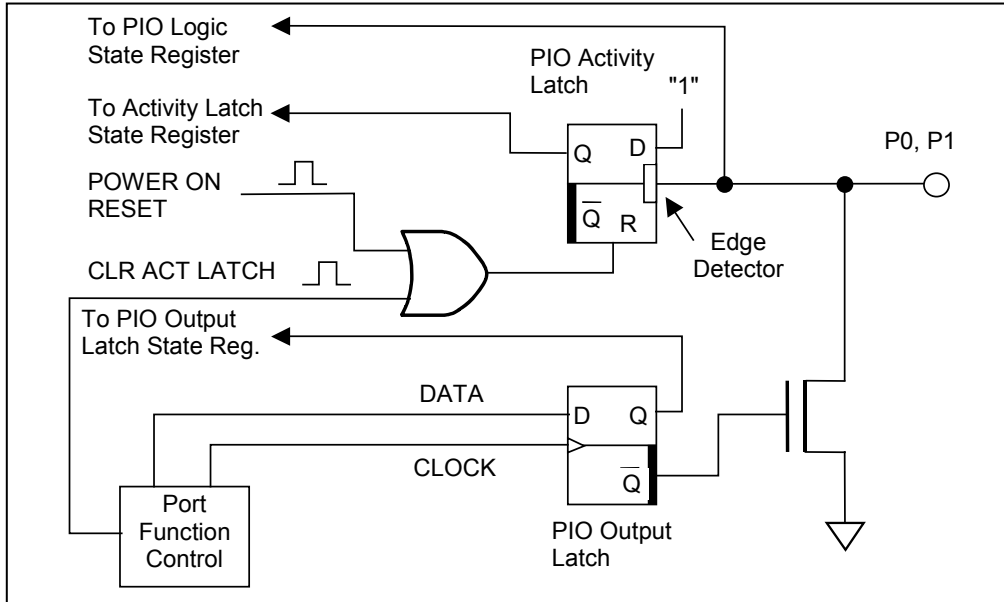 To PIO Logic
State Register
PIO Activity
Latch
"1"
To Activity Latch
State Register
Q
D
P0, P1
POWER ON
RESET
Q̅
R
Edge
Detector
CLR ACT LATCH
To PIO Output
Latch State Reg.
DATA
D
Q
CLOCK
Q̅
Port
Function
Control
PIO Output
Latch